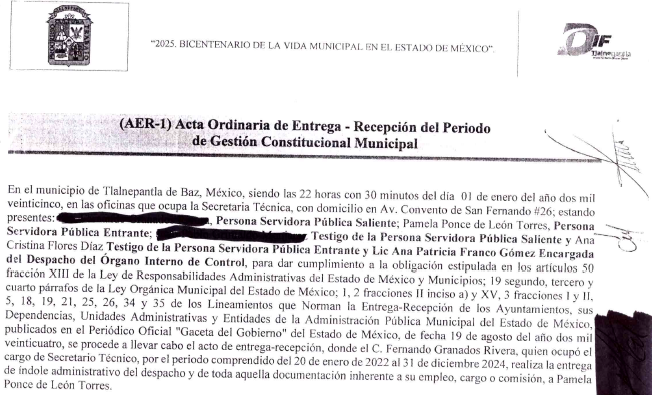 "2025. BICENTENARIO DE LA VIDA MUNICIPAL EN EL ESTADO DE MÉXICO".
DIF
Tlalnepantla
(AER-1) Acta Ordinaria de Entrega - Recepción del Periodo
de Gestión Constitucional Municipal
En el municipio de Tlalnepantla de Baz, México, siendo las 22 horas con 30 minutos del día 01 de enero del año dos mil
veinticinco, en las oficinas que ocupa la Secretaria Técnica, con domicilio en Av. Convento de San Fernando #26; estando
presentes: , Persona Servidora Pública Saliente; Pamela Ponce de León Torres, Persona
Servidora Pública Entrante; , Testigo de la Persona Servidora Pública Saliente y Ana
Cristina Flores Díaz Testigo de la Persona Servidora Pública Entrante y Lic Ana Patricia Franco Gómez Encargada
del Despacho del Órgano Interno de Control, para dar cumplimiento a la obligación estipulada en los artículos 50
fracción XIII de la Ley de Responsabilidades Administrativas del Estado de México y Municipios; 19 segundo, tercero y
cuarto párrafos de la Ley Orgánica Municipal del Estado de México; 1, 2 fracciones II inciso a) y XV, 3 fracciones I y II,
5, 18, 19, 21, 25, 26, 34 y 35 de los Lineamientos que Norman la Entrega-Recepción de los Ayuntamientos, sus
Dependencias, Unidades Administrativas y Entidades de la Administración Pública Municipal del Estado de México,
publicados en el Periódico Oficial "Gaceta del Gobierno" del Estado de México, de fecha 19 de agosto del año dos mil
veinticuatro, se procede a llevar cabo el acto de entrega-recepción, donde el C. Fernando Granados Rivera, quien ocupó el
cargo de Secretario Técnico, por el periodo comprendido del 20 de enero de 2022 al 31 de diciembre 2024, realiza la entrega
de índole administrativo del despacho y de toda aquella documentación inherente a su empleo, cargo o comisión, a Pamela
Ponce de León Torres.